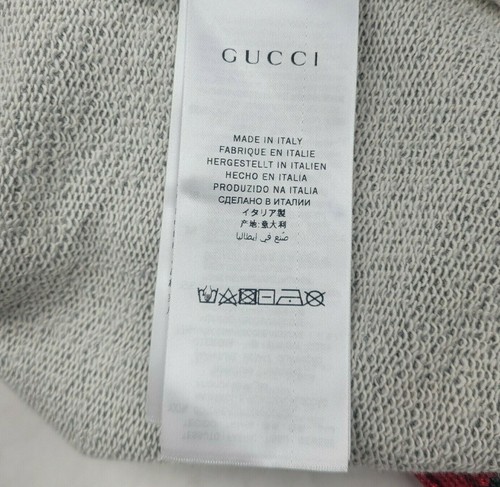 GUCCI
MADE IN ITALY
FABRIQUE EN ITALIE
HERGESTELLT IN ITALIEN
HECHO EN ITALIA
PRODUZIDO NA ITALIA
СДЕЛАНО В ИТАЛИИ
イタリア製
产地:意大利
صنع في إيطاليا